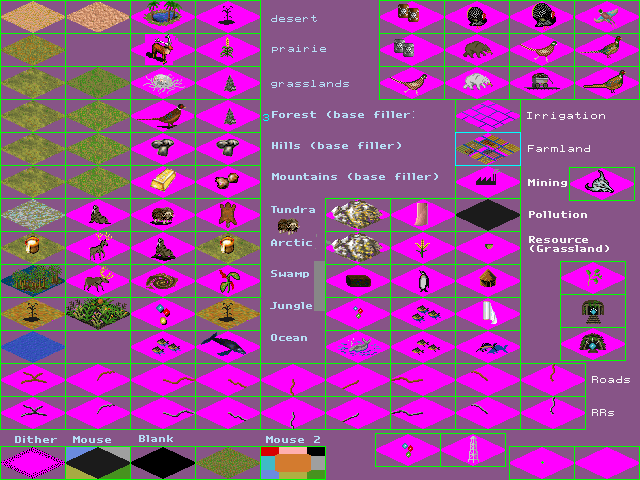 desert
prairie
grasslands
3
Forest (base filler)
Irrigation
Hills (base filler)
Farmland
Mountains (base filler)
Mining
Tundra
Pollution
Arctic
Resource
(Grassland)
Swamp
Jungle
Ocean
Roads
RRs
Dither Mouse Blank Mouse 2